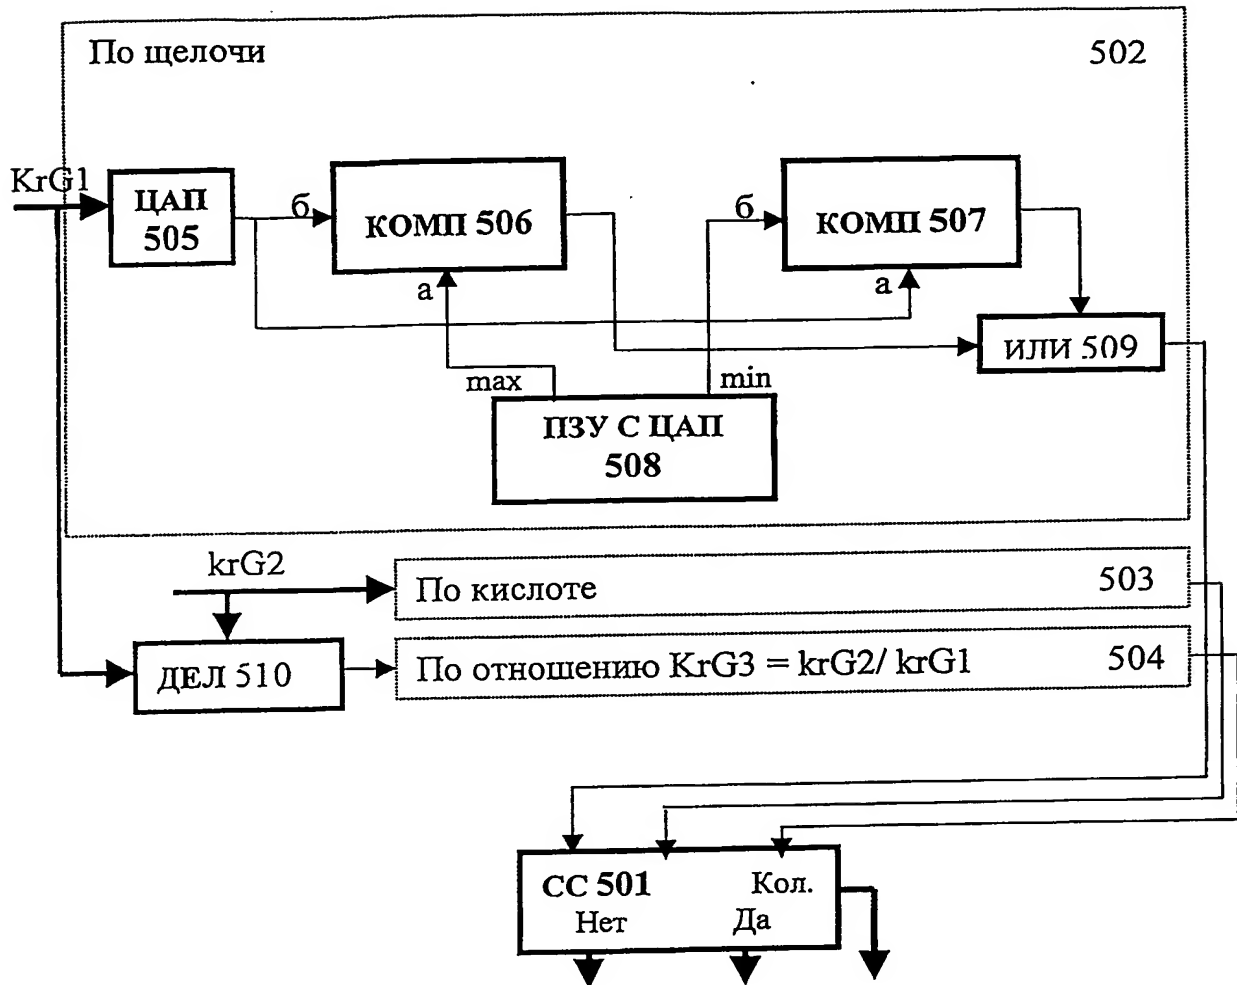 По щелочи 502
KrG1
ЦАП
505
б
КОМП 506
а
б
КОМП 507
а
ИЛИ 509
max
min
ПЗУ С ЦАП
508
krG2
По кислоте 503
ДЕЛ 510
По отношению KrG3 = krG2/ krG1 504
СС 501 Кол.
Нет Да